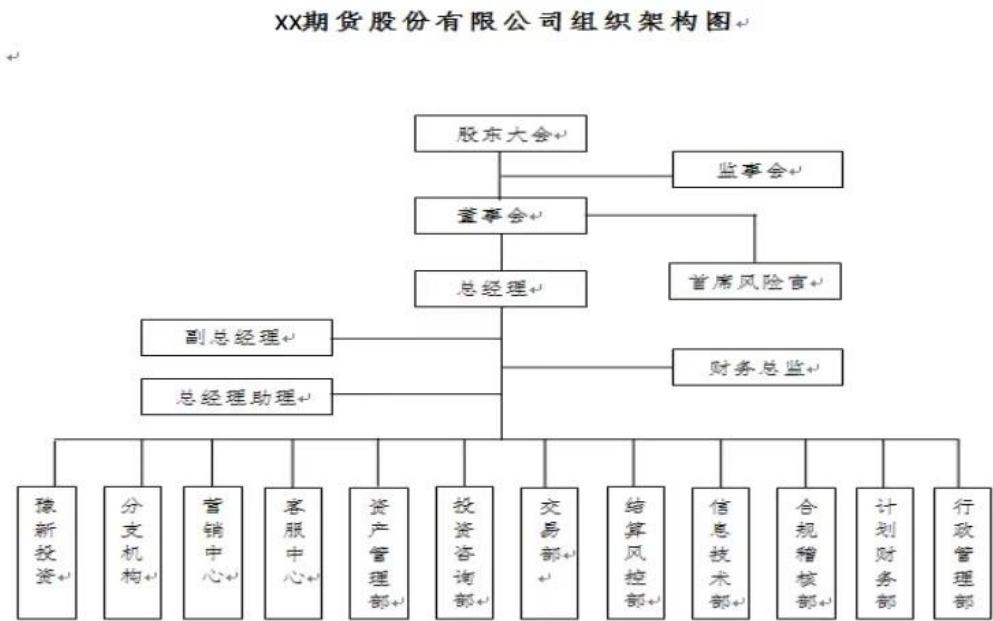 XX期货股份有限公司组织架构图
股东大会
监事会
董事会
首席风险官
总经理
副总经理
财务总监
总经理助理
豫新投资
分支机构
营销中心
客服中心
资产管理部
投资咨询部
交易部
结算风控部
信息技术部
合规稽核部
计划财务部
行政管理部